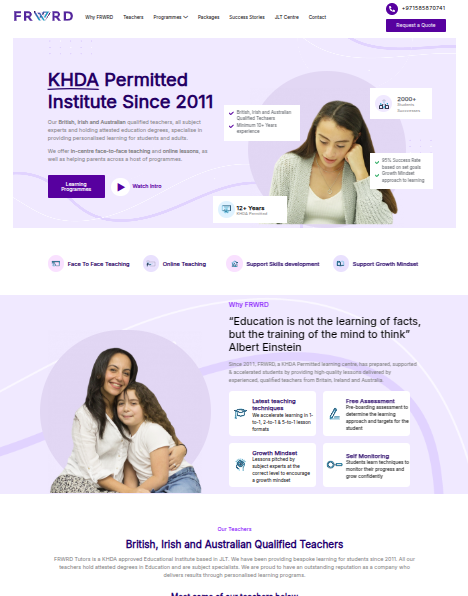 FRWRD
Why FRWRD
Teachers
Programmes
Packages
Success Stories
JLT Centre
Contact
+971585870741
Request a Quote
KHDA Permitted
Institute Since 2011
Our British, Irish and Australian qualified teachers, all subject
experts and holding attested education degrees, specialise in
providing personalised learning for students and adults.
We offer in-centre face-to-face teaching and online lessons, as
well as helping parents across a host of programmes.
Learning
Programmes
Watch Intro
British, Irish and Australian
Qualified Teachers
Minimum 10+ Years
experience
2000+
Students
Successes
95% Success Rate
based on set goals
Growth Mindset
approach to learning
12+ Years
KHDA Permitted
Face To Face Teaching
Online Teaching
Support Skills development
Support Growth Mindset
Why FRWRD
“Education is not the learning of facts,
but the training of the mind to think”
Albert Einstein
Since 2011, FRWRD, a KHDA Permitted learning centre has prepared, supported
& accelerated students by providing high-quality lessons delivered by
experienced, qualified teachers from Britain, Ireland and Australia.
Latest teaching
techniques
We accelerate learning in 1-
to-1, 2-to-1 & 5-to-1 lesson
formats
Free Assessment
Pre-boarding assessment to
determine the learning
approach and targets for the
student
Growth Mindset
Lessons pitched by
subject experts at the
correct level to encourage
a growth mindset
Self Monitoring
Students learn techniques to
monitor their progress and
grow confidently
Our Teachers
British, Irish and Australian Qualified Teachers
FRWRD Tutors is a KHDA approved Educational Institute based in JLT. We have been providing bespoke learning for students since 2011. All our
teachers hold attested degrees in Education and are subject specialists. We are proud to have an outstanding reputation as a company who
delivers results through personalised learning programs.
Meet some of our teachers below